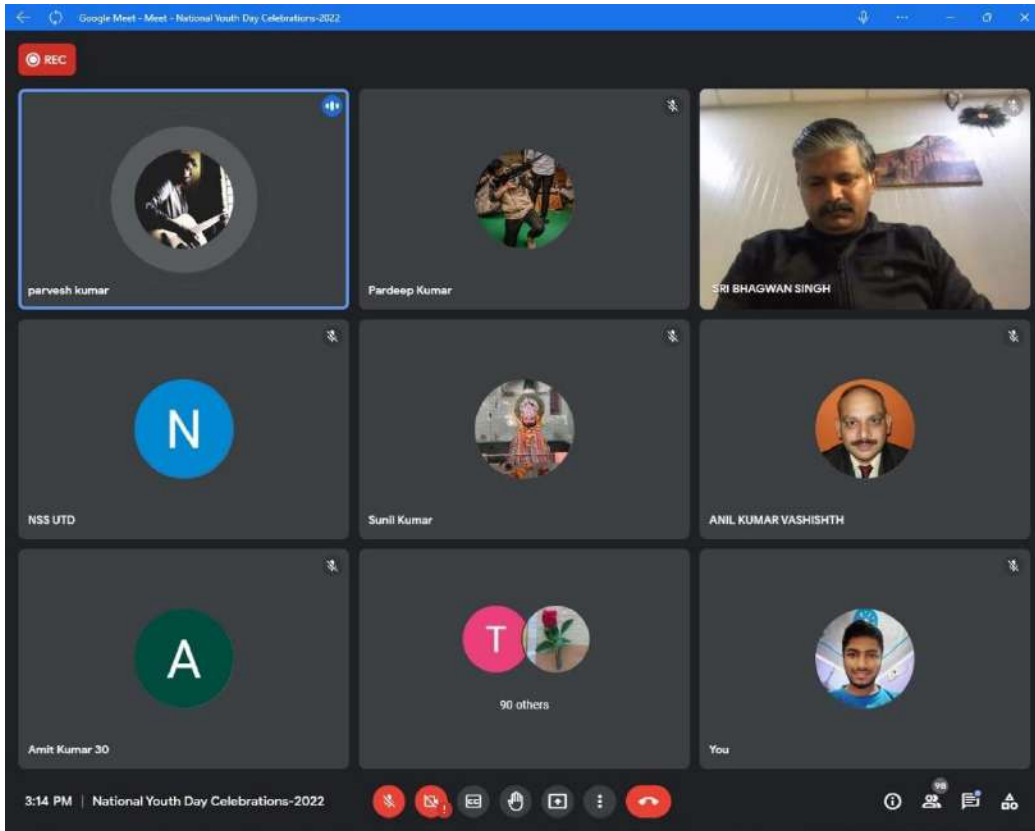 Google Meet - Meet - National Youth Day Celebrations-2022
REC
parvesh kumar
Pardeep Kumar
SRI BHAGWAN SINGH
N
NSS UTD
Sunil Kumar
ANIL KUMAR VASHISHTH
A
Amit Kumar 30
T
90 others
You
3:14 PM | National Youth Day Celebrations-2022
CC
98